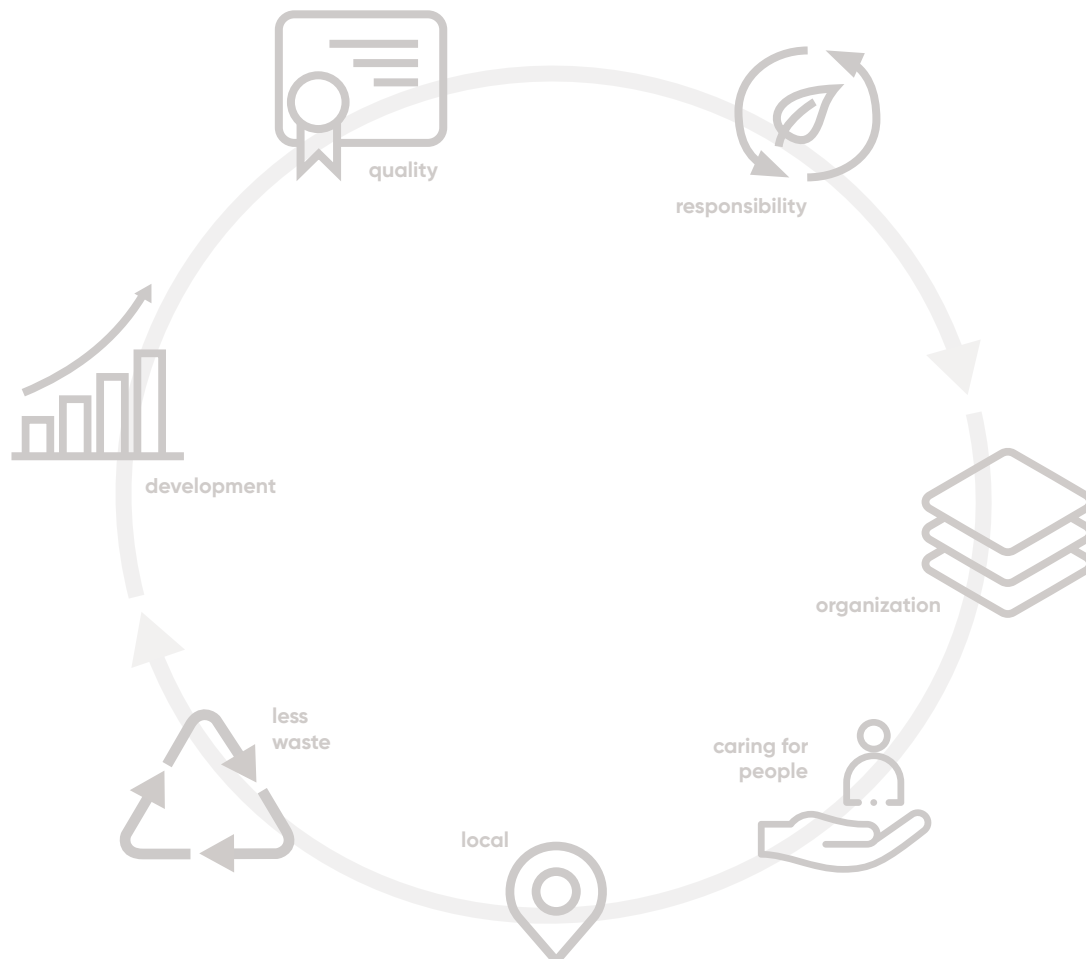 quality
responsibility
development
organization
less
waste
caring for
people
local